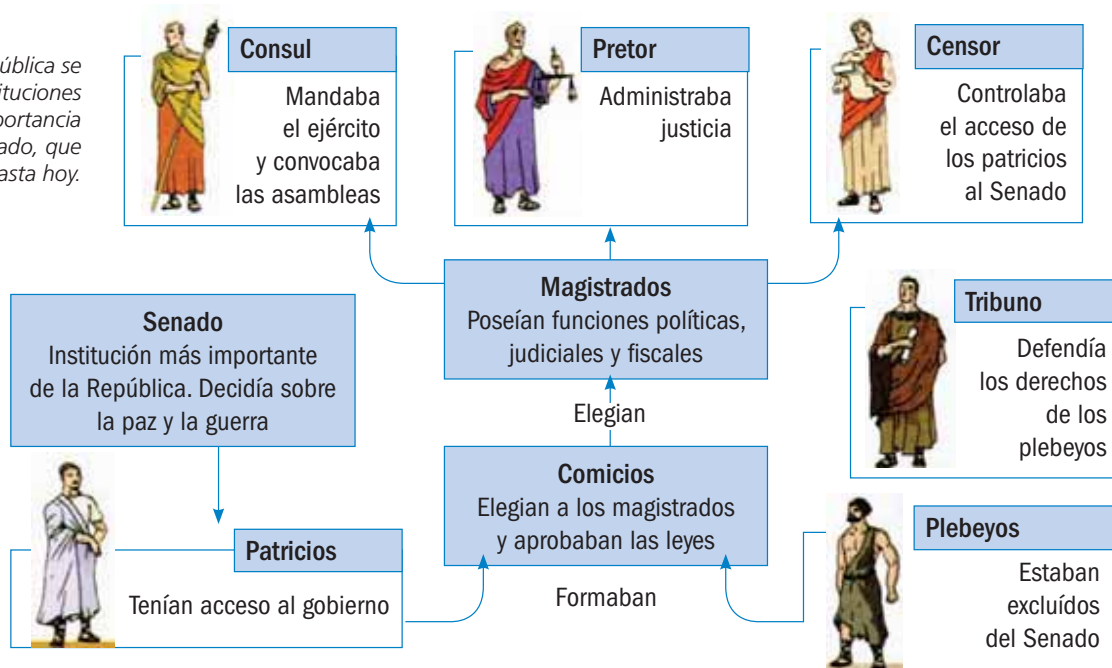 ública se
ituciones
portancia
ado, que
asta hoy.
Consul
Mandaba
el ejército
y convocaba
las asambleas
Pretor
Administraba
justicia
Censor
Controlaba
el acceso de
los patricios
al Senado
Magistrados
Poseían funciones políticas,
judiciales y fiscales
Senado
Institución más importante
de la República. Decidía sobre
la paz y la guerra
Tribuno
Defendía
los derechos
de los
plebeyos
Elegian
Comicios
Elegian a los magistrados
y aprobaban las leyes
Patricios
Tenían acceso al gobierno
Formaban
Plebeyos
Estaban
excluídos
del Senado